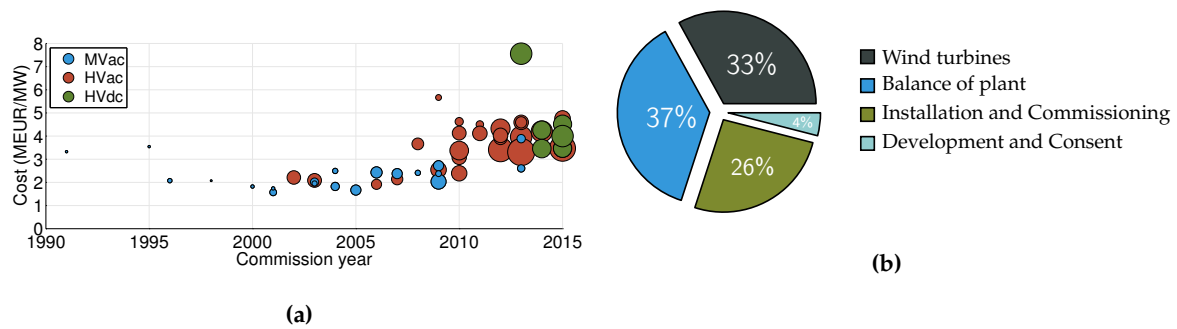 8
7
6
5
4
3
2
1
0
Cost (MEUR/MW)
MVac
HVac
HVdc
1990 1995 2000 2005 2010 2015
Commission year
(a)
33%
37%
26%
4%
Wind turbines
Balance of plant
Installation and Commissioning
Development and Consent
(b)